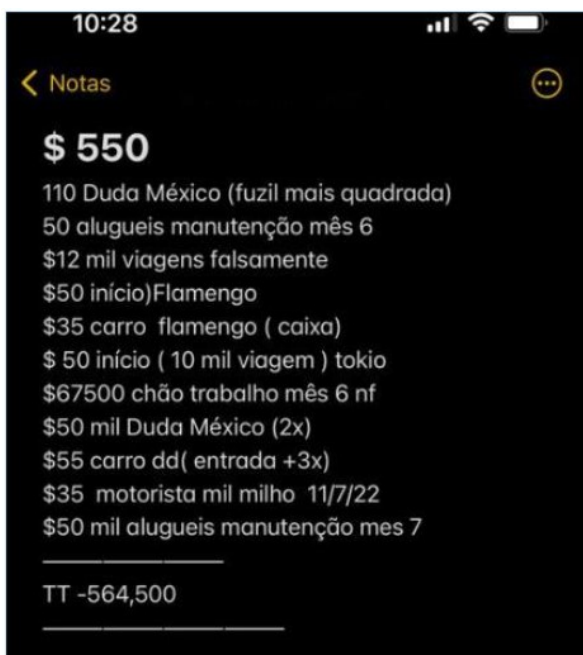 10:28
Notas
$ 550
110 Duda México (fuzil mais quadrada)
50 alugueis manutenção mês 6
$12 mil viagens falsamente
$50 início)Flamengo
$35 carro flamengo ( caixa)
$ 50 início ( 10 mil viagem ) tokio
$67500 chão trabalho mês 6 nf
$50 mil Duda México (2x)
$55 carro dd( entrada +3x)
$35 motorista mil milho 11/7/22
$50 mil alugueis manutenção mes 7
TT -564,500